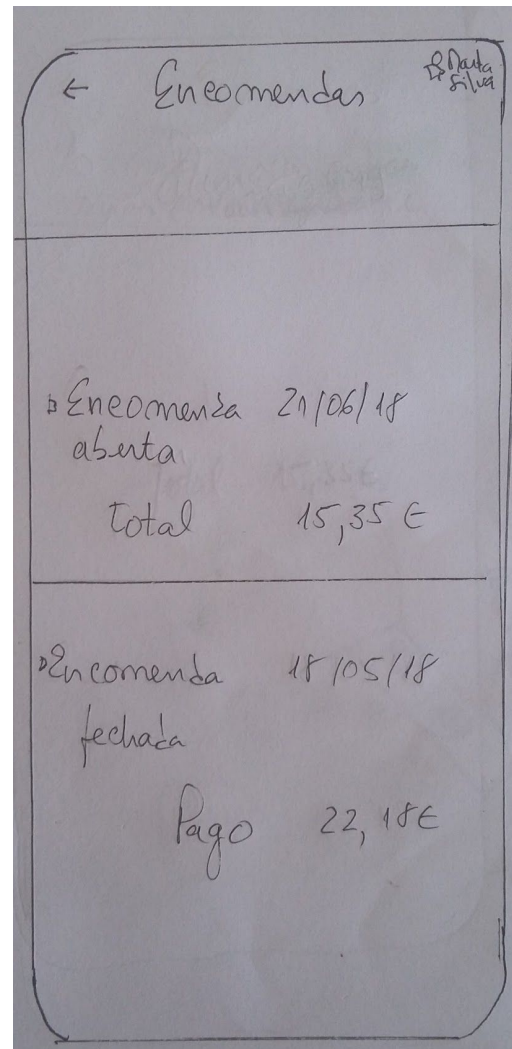 ← Encomendas
Marta
Silva
Encomenda 21/06/18
aberta
Total 15,35 €
Encomenda 18/05/18
fechada
Pago 22,18€